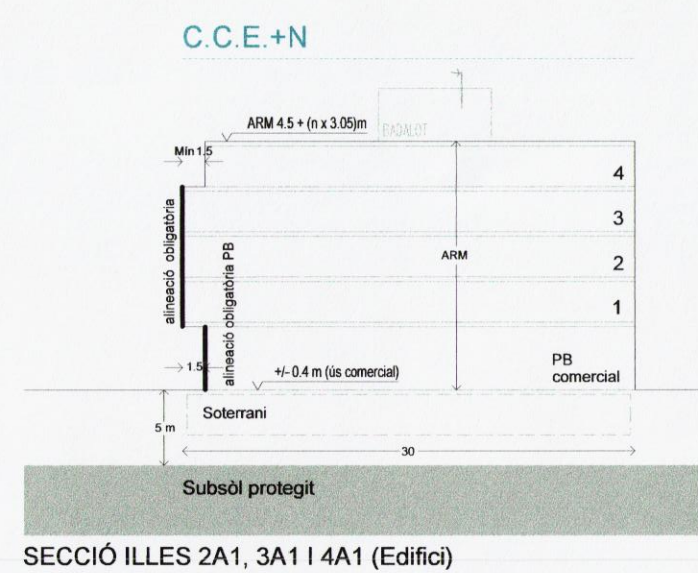 C.C.E.+N
ARM 4.5 + (n x 3.05)m
BADALOT
Mín 1.5
4
alineació obligatòria
3
alineació obligatòria PB
ARM
2
1
1.5
+/- 0.4 m (ús comercial)
PB
comercial
Soterrani
5 m
30
Subsòl protegit
SECCIÓ ILLES 2A1, 3A1 I 4A1 (Edifici)